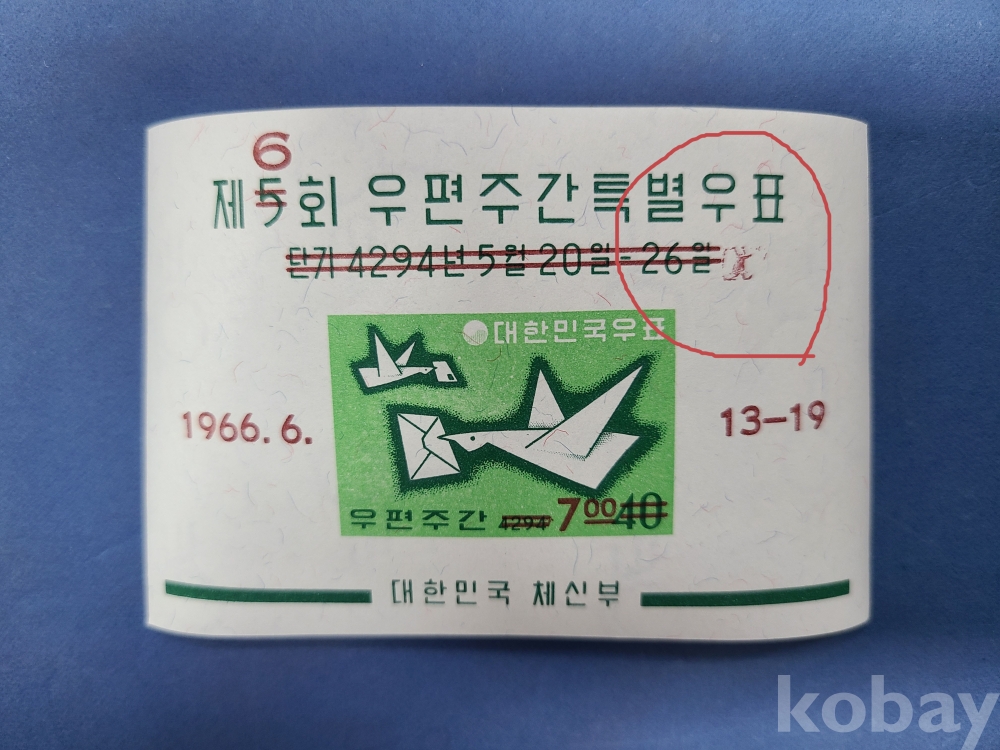 6
제5회 우편주간특별우표
단기 4294년 5월 20일-26일
대한민국우표
1966.6. 13-19
우편주간 4294 7.00 40
대한민국 체신부
kobay